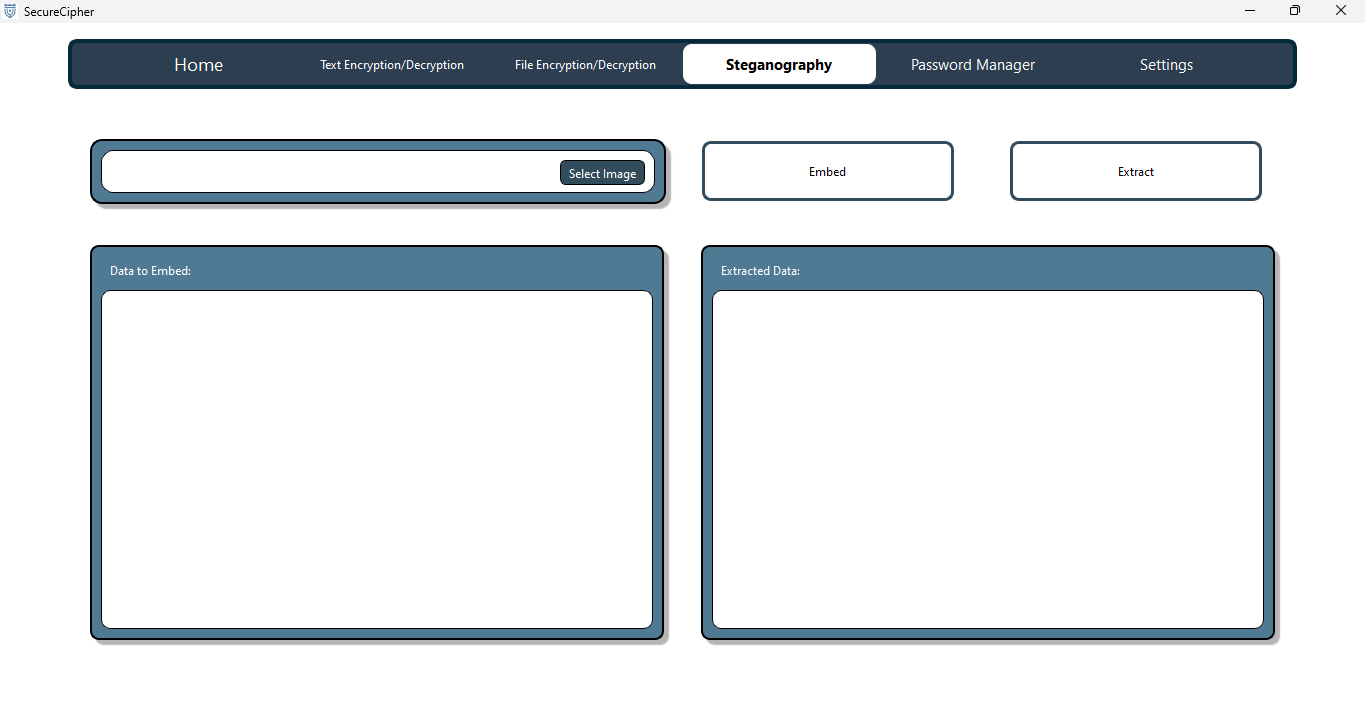 SecureCipher
Home Text Encryption/Decryption File Encryption/Decryption Steganography Password Manager Settings
Select Image Embed Extract
Data to Embed: Extracted Data: